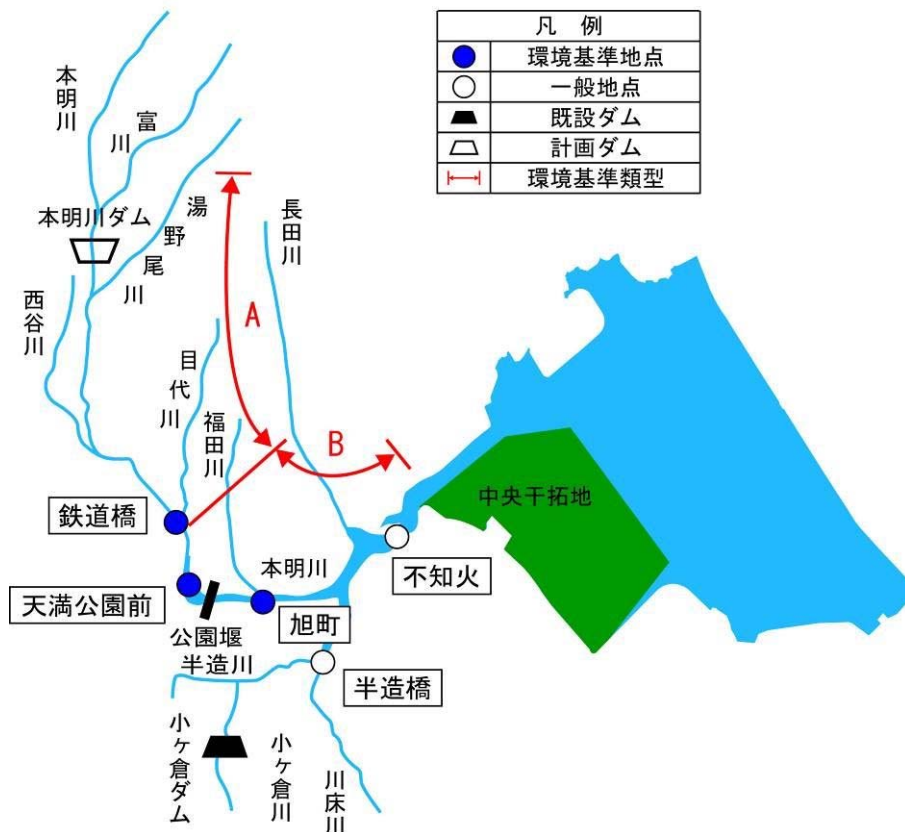 凡 例
環境基準地点
一般地点
既設ダム
計画ダム
環境基準類型
本明川
富川
湯野尾川
本明川ダム
長田川
西谷川
A
目代川
福田川
B
中央干拓地
鉄道橋
不知火
本明川
天満公園前
旭町
公園堰
半造川
半造橋
小ヶ倉ダム
小ヶ倉川
川床川